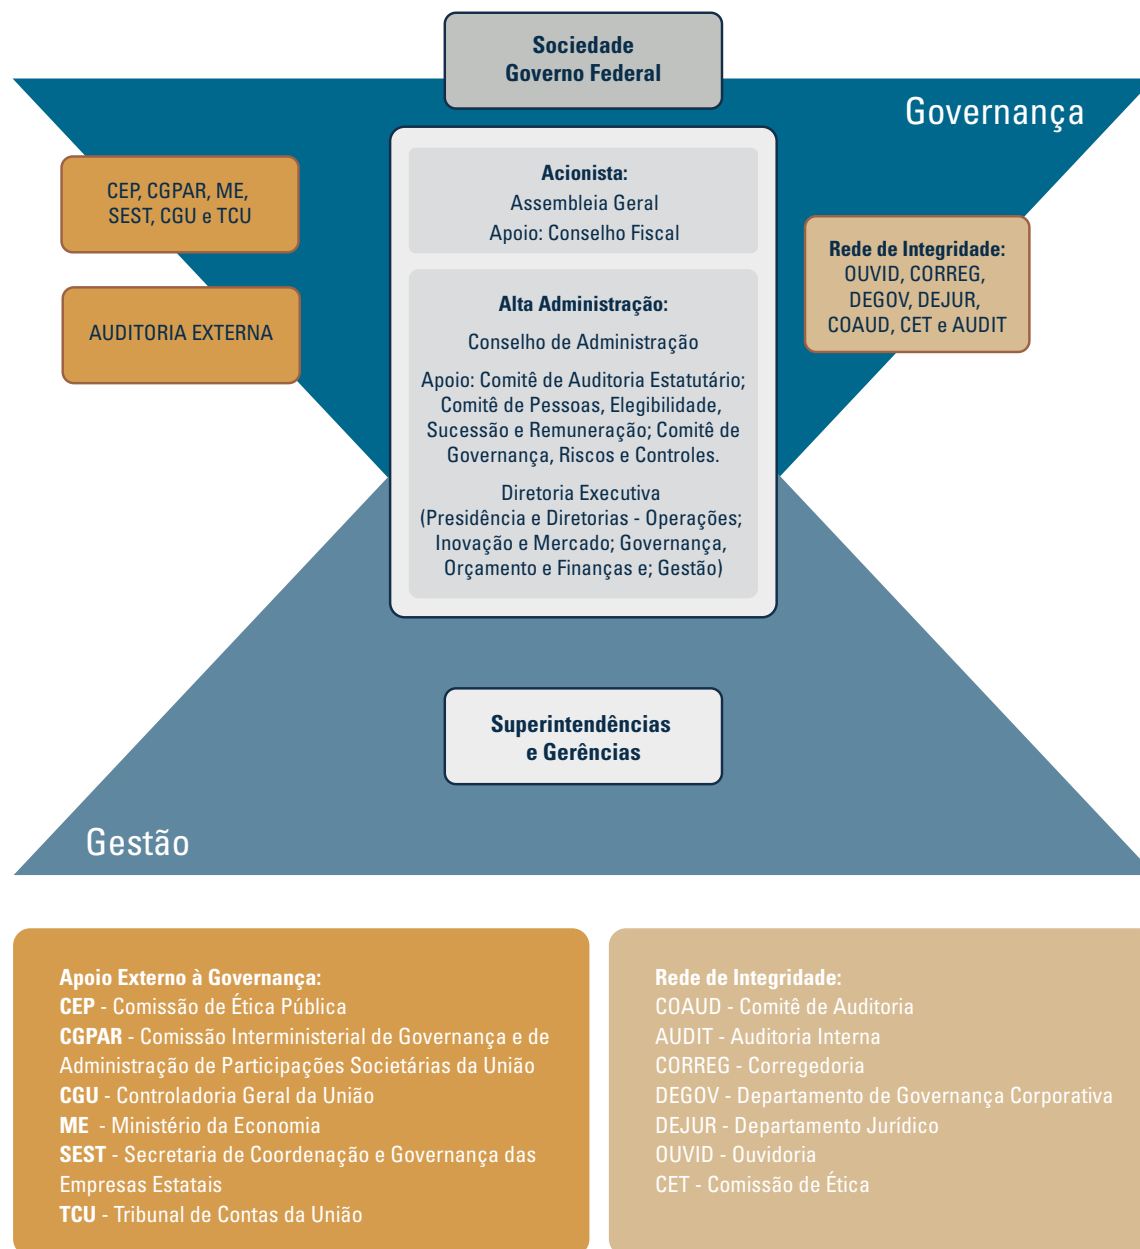 Sociedade
Governo Federal
Governança
CEP, CGPAR, ME,
SEST, CGU e TCU
AUDITORIA EXTERNA
Acionista:
Assembleia Geral
Apoio: Conselho Fiscal
Alta Administração:
Conselho de Administração
Apoio: Comitê de Auditoria Estatutário;
Comitê de Pessoas, Elegibilidade,
Sucessão e Remuneração; Comitê de
Governança, Riscos e Controles.
Diretoria Executiva
(Presidência e Diretorias - Operações;
Inovação e Mercado; Governança,
Orçamento e Finanças e; Gestão)
Rede de Integridade:
OUVID, CORREG,
DEGOV, DEJUR,
COAUD, CET e AUDIT
Superintendências
e Gerências
Gestão
Apoio Externo à Governança:
CEP - Comissão de Ética Pública
CGPAR - Comissão Interministerial de Governança e de
Administração de Participações Societárias da União
CGU - Controladoria Geral da União
ME - Ministério da Economia
SEST - Secretaria de Coordenação e Governança das
Empresas Estatais
TCU - Tribunal de Contas da União
Rede de Integridade:
COAUD - Comitê de Auditoria
AUDIT - Auditoria Interna
CORREG - Corregedoria
DEGOV - Departamento de Governança Corporativa
DEJUR - Departamento Jurídico
OUVID - Ouvidoria
CET - Comissão de Ética